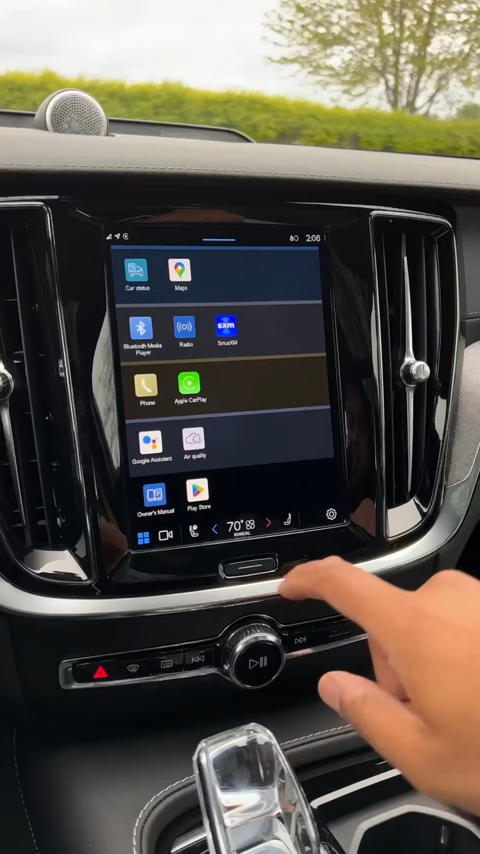 2:06
Car status
Maps
Bluetooth Media
Player
Radio
sxm
SiriusXM
Phone
Apple CarPlay
Google Assistant
Air quality
Owner's Manual
Play Store
70°
MANUAL